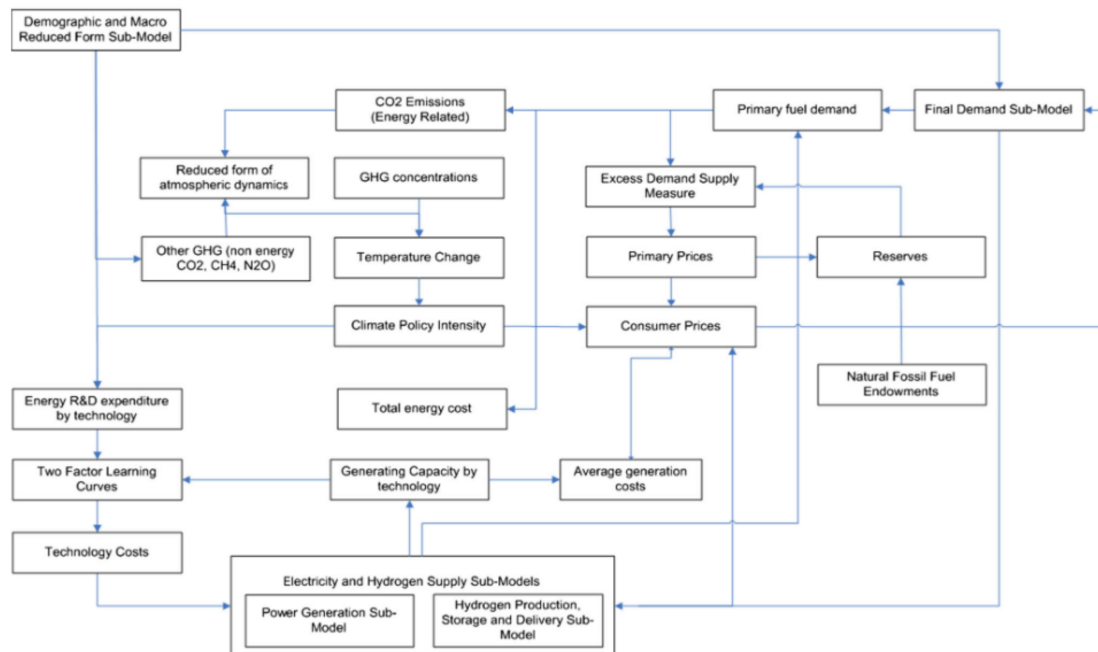 Demographic and Macro
Reduced Form Sub-Model
CO2 Emissions
(Energy Related)
Primary fuel demand
Final Demand Sub-Model
Reduced form of
atmospheric dynamics
GHG concentrations
Excess Demand Supply
Measure
Other GHG (non energy
CO2, CH4, N2O)
Temperature Change
Primary Prices
Reserves
Climate Policy Intensity
Consumer Prices
Natural Fossil Fuel
Endowments
Energy R&D expenditure
by technology
Total energy cost
Two Factor Learning
Curves
Generating Capacity by
technology
Average generation
costs
Technology Costs
Electricity and Hydrogen Supply Sub-Models
Power Generation Sub-
Model
Hydrogen Production,
Storage and Delivery Sub-
Model